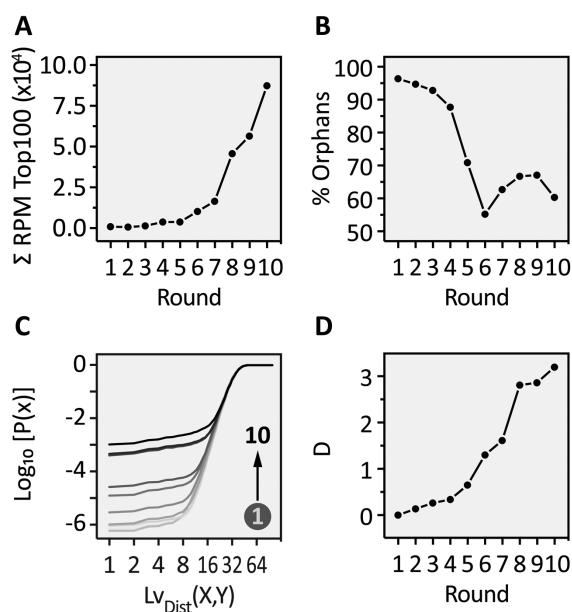 A
Σ RPM Top100 (x10⁴)
10.0
7.5
5.0
2.5
0.0
1 2 3 4 5 6 7 8 9 10
Round
B
% Orphans
100
90
80
70
60
50
1 2 3 4 5 6 7 8 9 10
Round
C
Log₁₀ [P(x)]
0
-2
-4
-6
10
1
1 2 4 8 16 32 64
Lv_Dist(X,Y)
D
D
3
2
1
0
1 2 3 4 5 6 7 8 9 10
Round